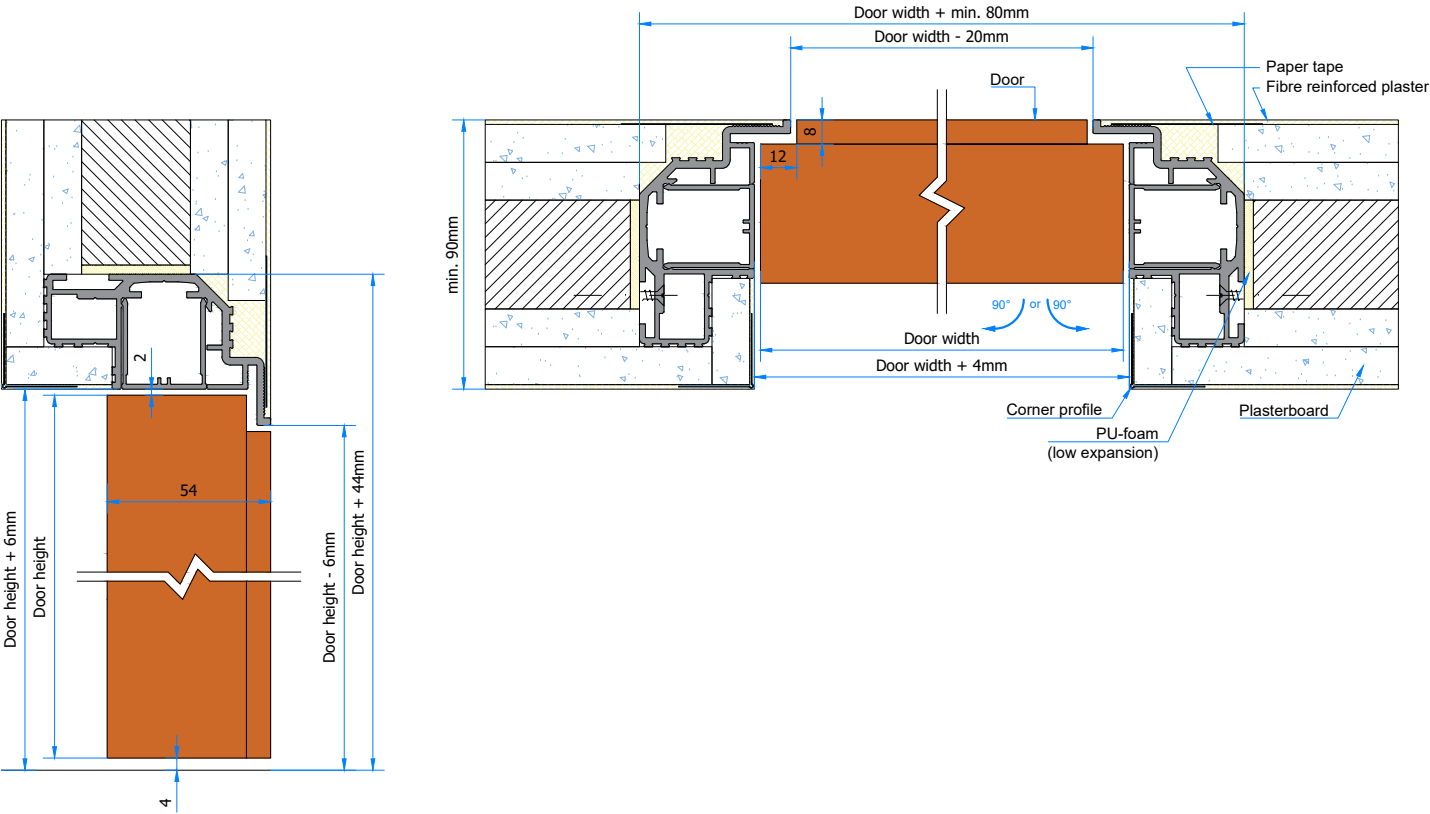 Door width + min. 80mm
Door width - 20mm
Door
Paper tape
Fibre reinforced plaster
8
12
min. 90mm
90° or 90°
Door width
Door width + 4mm
Corner profile
Plasterboard
PU-foam
(low expansion)
2
54
Door height + 6mm
Door height
Door height - 6mm
Door height + 44mm
4